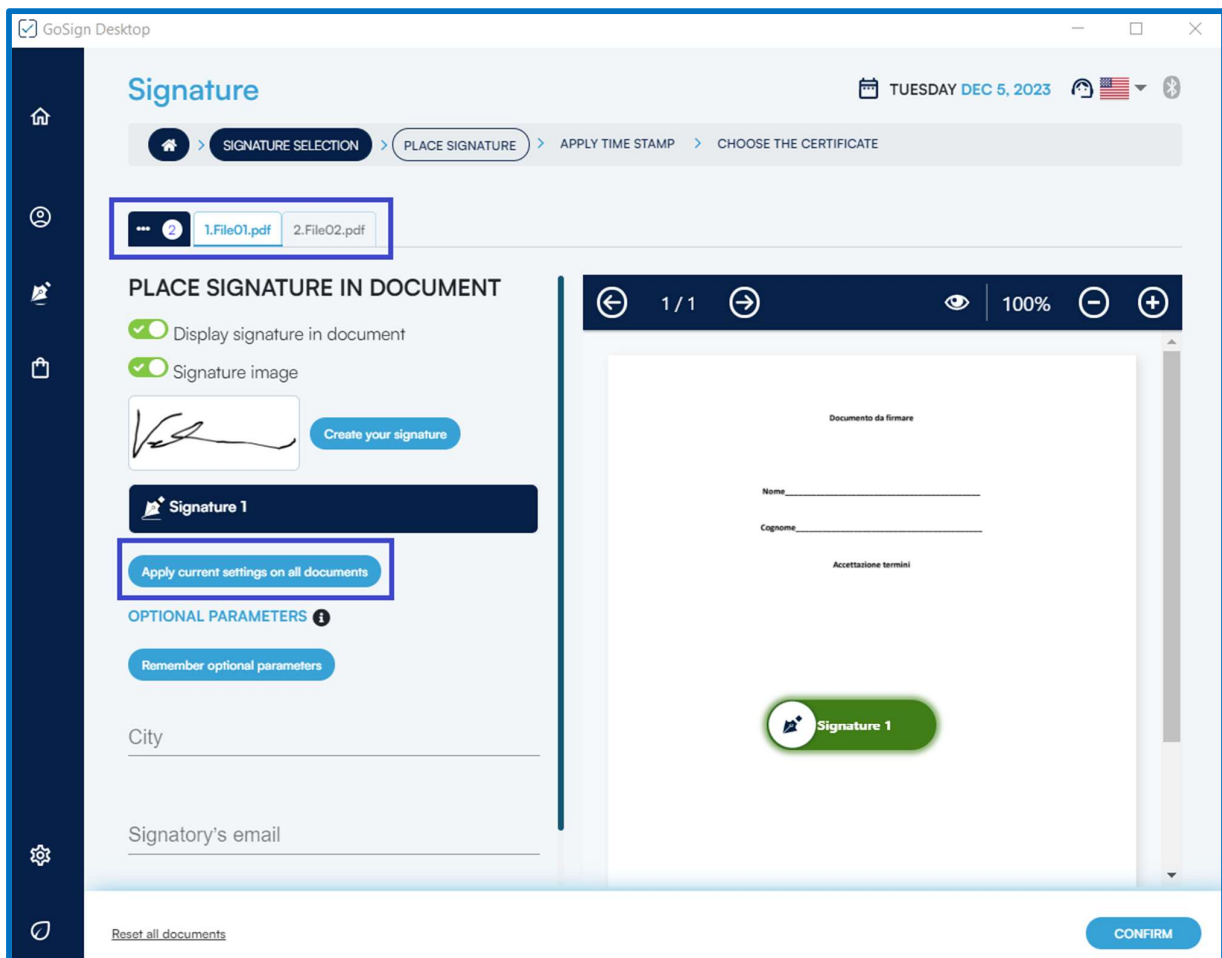 GoSign Desktop
Signature
TUESDAY DEC 5, 2023
SIGNATURE SELECTION > PLACE SIGNATURE > APPLY TIME STAMP > CHOOSE THE CERTIFICATE
••• 2 1.File01.pdf 2.File02.pdf
PLACE SIGNATURE IN DOCUMENT
Display signature in document
Signature image
Create your signature
Signature 1
Apply current settings on all documents
OPTIONAL PARAMETERS
Remember optional parameters
City
Signatory's email
1 / 1
100%
Documento da firmare
Nome____________________
Cognome____________________
Accettazione termini
Signature 1
Reset all documents
CONFIRM